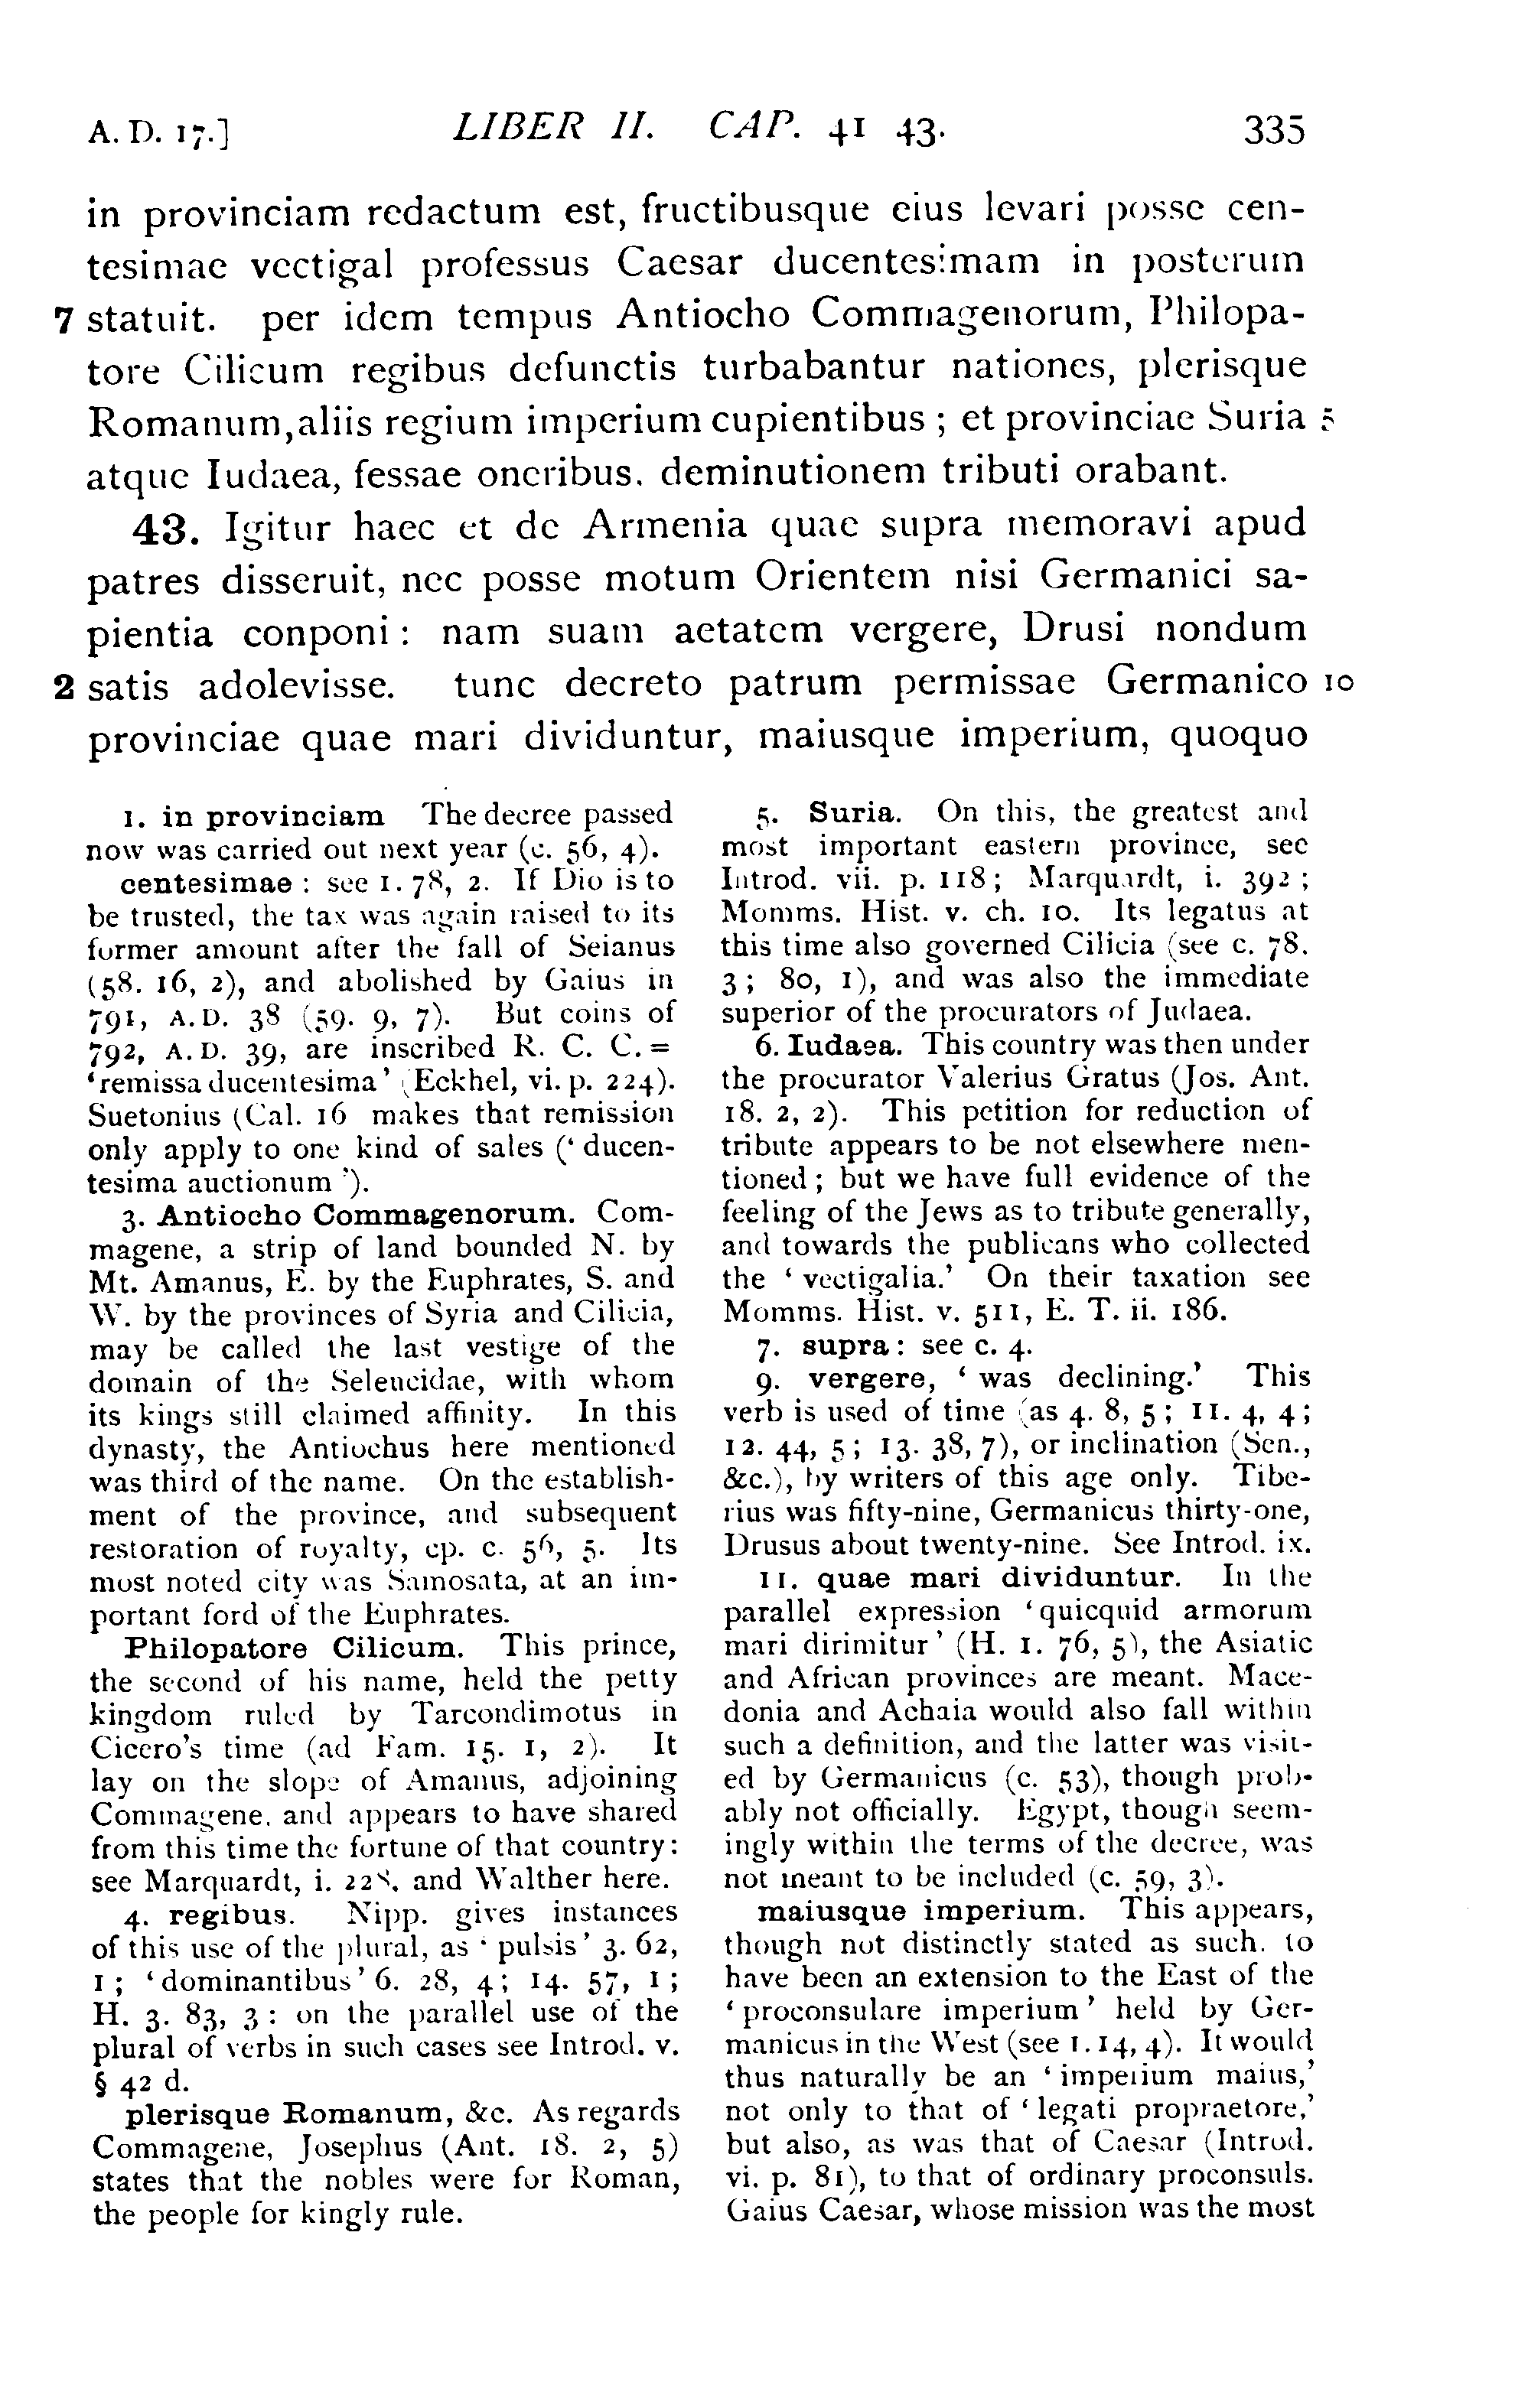 A. D. 17.] LIBER II. CAP. 41 43. 335
in provinciam redactum est, fructibusque eius levari posse cen-
tesimae vectigal professus Caesar ducentesimam in posterum
7 statuit. per idem tempus Antiocho Commagenorum, Philopa-
tore Cilicum regibus defunctis turbabantur nationes, plerisque
Romanum, aliis regium imperium cupientibus ; et provinciae Suria 5
atque Iudaea, fessae oneribus, deminutionem tributi orabant.
43. Igitur haec et de Armenia quae supra memoravi apud
patres disseruit, nec posse motum Orientem nisi Germanici sa-
pientia conponi : nam suam aetatem vergere, Drusi nondum
2 satis adolevisse. tunc decreto patrum permissae Germanico 10
provinciae quae mari dividuntur, maiusque imperium, quoquo
1. in provinciam The decree passed
now was carried out next year (c. 56, 4).
centesimae : see 1. 78, 2. If Dio is to
be trusted, the tax was again raised to its
former amount after the fall of Seianus
(58. 16, 2), and abolished by Gaius in
791, A.D. 38 (59. 9, 7). But coins of
792, A.D. 39, are inscribed R. C. C. =
‘remissa ducentesima’ (Eckhel, vi. p. 224).
Suetonius (Cal. 16 makes that remission
only apply to one kind of sales (‘ ducen-
tesima auctionum ’).
3. Antiocho Commagenorum. Com-
magene, a strip of land bounded N. by
Mt. Amanus, E. by the Euphrates, S. and
W. by the provinces of Syria and Cilicia,
may be called the last vestige of the
domain of the Seleucidae, with whom
its kings still claimed affinity. In this
dynasty, the Antiochus here mentioned
was third of the name. On the establish-
ment of the province, and subsequent
restoration of royalty, cp. c. 56, 5. Its
most noted city was Samosata, at an im-
portant ford of the Euphrates.
Philopatore Cilicum. This prince,
the second of his name, held the petty
kingdom ruled by Tarcondimotus in
Cicero’s time (ad Fam. 15. 1, 2). It
lay on the slope of Amanus, adjoining
Commagene, and appears to have shared
from this time the fortune of that country:
see Marquardt, i. 228, and Walther here.
4. regibus. Nipp. gives instances
of this use of the plural, as ‘ pulsis’ 3. 62,
1 ; ‘dominantibus’ 6. 28, 4; 14. 57, 1 ;
H. 3. 83, 3 : on the parallel use of the
plural of verbs in such cases see Introd. v.
§ 42 d.
plerisque Romanum, &c. As regards
Commagene, Josephus (Ant. 18. 2, 5)
states that the nobles were for Roman,
the people for kingly rule.
5. Suria. On this, the greatest and
most important eastern province, see
Introd. vii. p. 118; Marquardt, i. 392 ;
Momms. Hist. v. ch. 10. Its legatus at
this time also governed Cilicia (see c. 78.
3 ; 80, 1), and was also the immediate
superior of the procurators of Judaea.
6. Iudaea. This country was then under
the procurator Valerius Gratus (Jos. Ant.
18. 2, 2). This petition for reduction of
tribute appears to be not elsewhere men-
tioned ; but we have full evidence of the
feeling of the Jews as to tribute generally,
and towards the publicans who collected
the ‘ vectigalia.’ On their taxation see
Momms. Hist. v. 511, E. T. ii. 186.
7. supra : see c. 4.
9. vergere, ‘ was declining.’ This
verb is used of time (as 4. 8, 5 ; 11. 4, 4 ;
12. 44, 5 ; 13. 38, 7), or inclination (Sen.,
&c.), by writers of this age only. Tibe-
rius was fifty-nine, Germanicus thirty-one,
Drusus about twenty-nine. See Introd. ix.
11. quae mari dividuntur. In the
parallel expression ‘quicquid armorum
mari dirimitur’ (H. 1. 76, 5), the Asiatic
and African provinces are meant. Mace-
donia and Achaia would also fall within
such a definition, and the latter was visit-
ed by Germanicus (c. 53), though prob-
ably not officially. Egypt, though seem-
ingly within the terms of the decree, was
not meant to be included (c. 59, 3).
maiusque imperium. This appears,
though not distinctly stated as such, to
have been an extension to the East of the
‘ proconsulare imperium ’ held by Ger-
manicus in the West (see 1. 14, 4). It would
thus naturally be an ‘ imperium maius,’
not only to that of ‘ legati propraetore,’
but also, as was that of Caesar (Introd.
vi. p. 81), to that of ordinary proconsuls.
Gaius Caesar, whose mission was the most